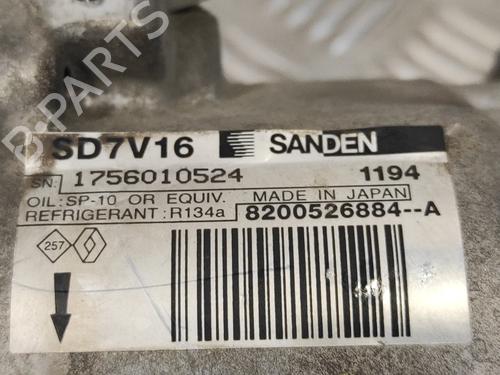 B-PARTS
SD7V16 SANDEN
SN: 1756010524 1194
OIL:SP-10 OR EQUIV. MADE IN JAPAN
REFRIGERANT:R134a 8200526884--A
257